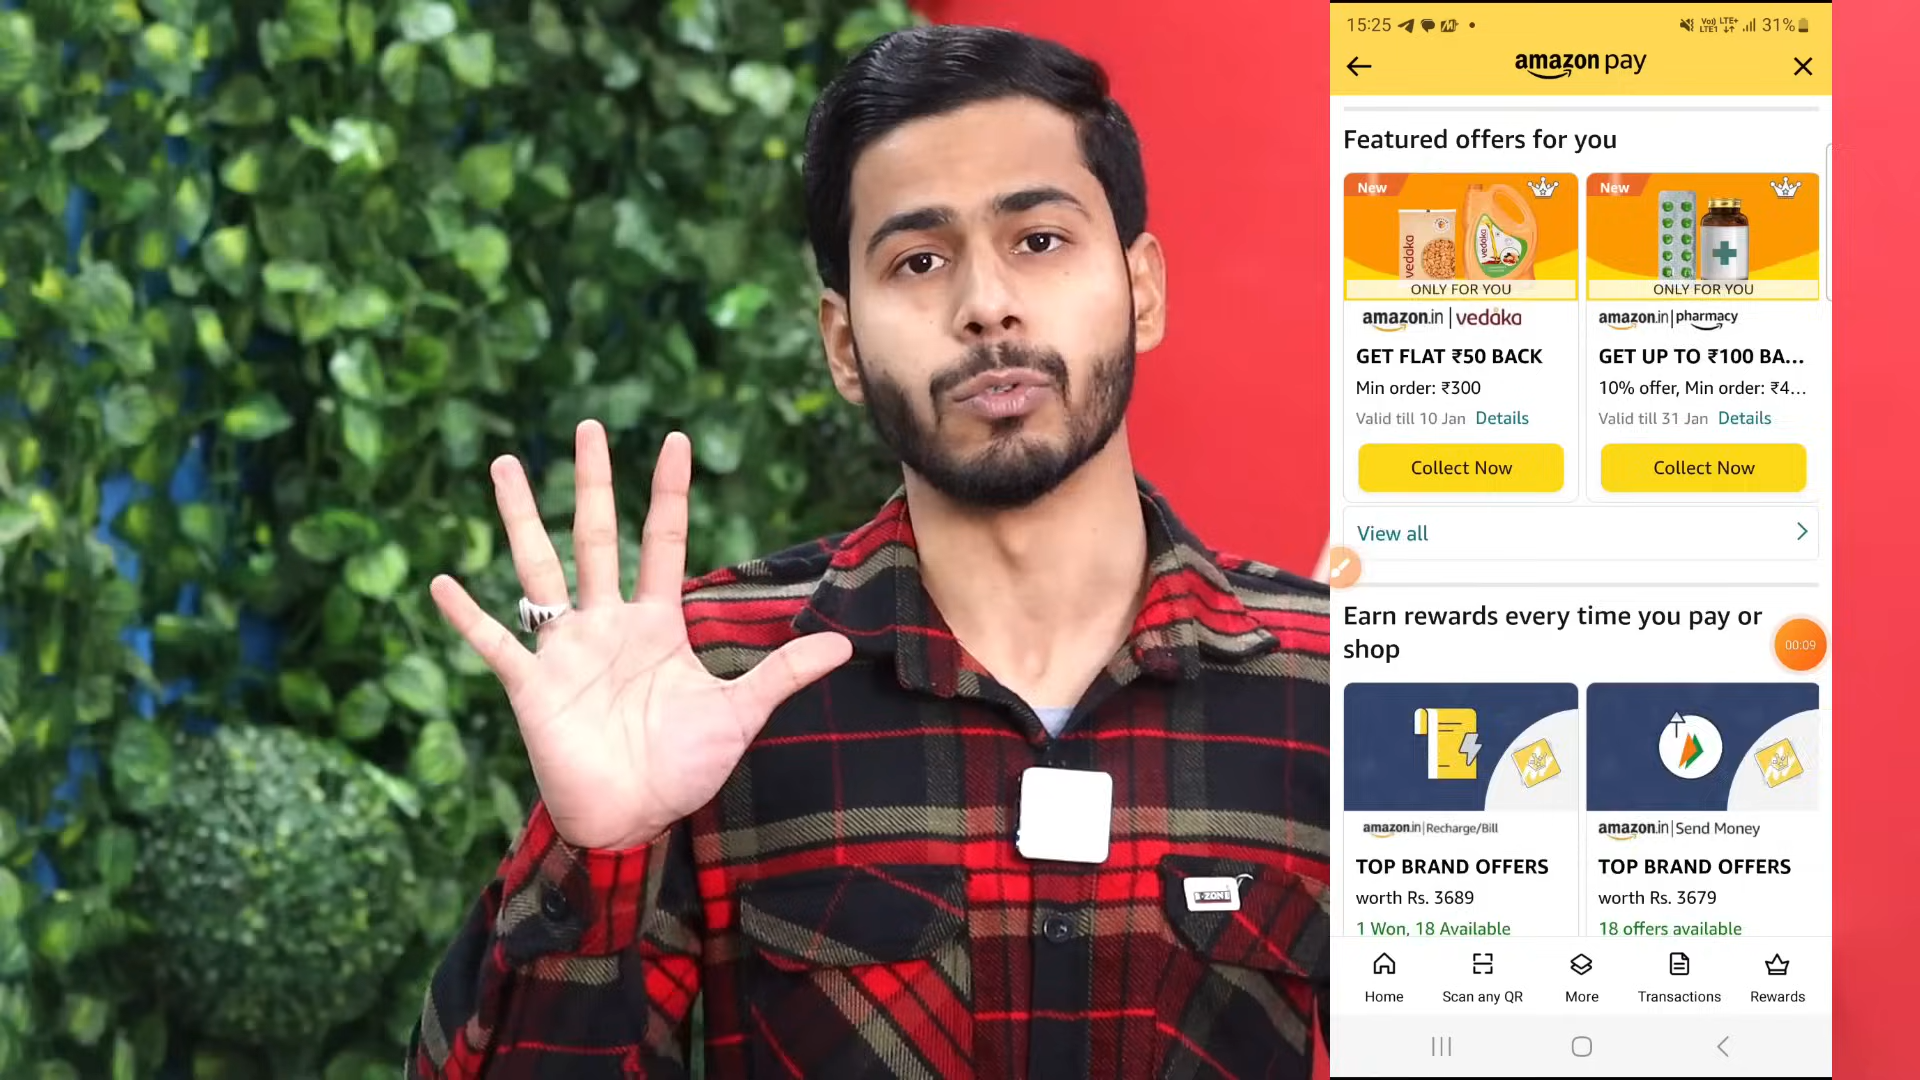 15:25
Vo)) LTE+
LTE1
31%
amazon pay
Featured offers for you
New
vedaka
vedaka
ONLY FOR YOU
amazon.in | vedaka
GET FLAT ₹50 BACK
Min order: ₹300
Valid till 10 Jan Details
Collect Now
New
ONLY FOR YOU
amazon.in | pharmacy
GET UP TO ₹100 BA...
10% offer, Min order: ₹4...
Valid till 31 Jan Details
Collect Now
View all
Earn rewards every time you pay or
shop
00:09
amazon.in | Recharge/Bill
TOP BRAND OFFERS
worth Rs. 3689
1 Won, 18 Available
amazon.in | Send Money
TOP BRAND OFFERS
worth Rs. 3679
18 offers available
Home
Scan any QR
More
Transactions
Rewards